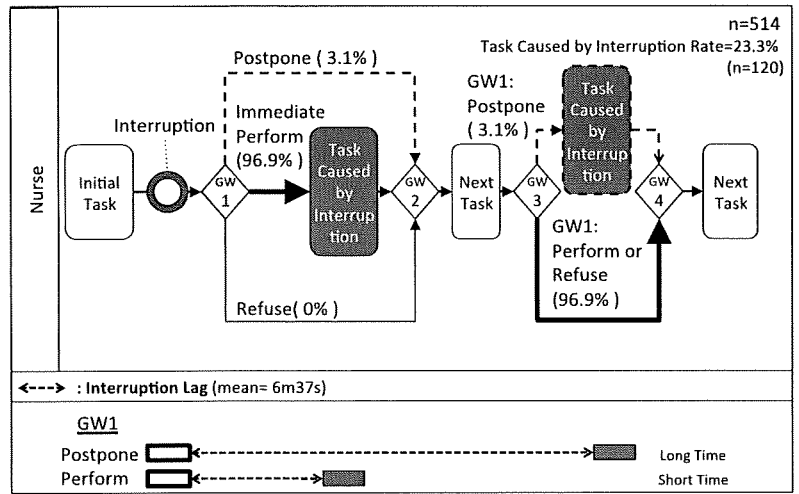 n=514
Task Caused by Interruption Rate=23.3%
(n=120)
Nurse
Postpone ( 3.1%)
Interruption
Immediate
Perform
(96.9%)
Initial
Task
GW
1
Task
Caused
by
Interrup
tion
GW
2
Refuse( 0%)
Next
Task
GW1:
Postpone
( 3.1%)
GW
3
Task
Caused
by
Interrup
tion
GW
4
GW1:
Perform or
Refuse
(96.9%)
Next
Task
: Interruption Lag (mean= 6m37s)
GW1
Postpone
Long Time
Perform
Short Time